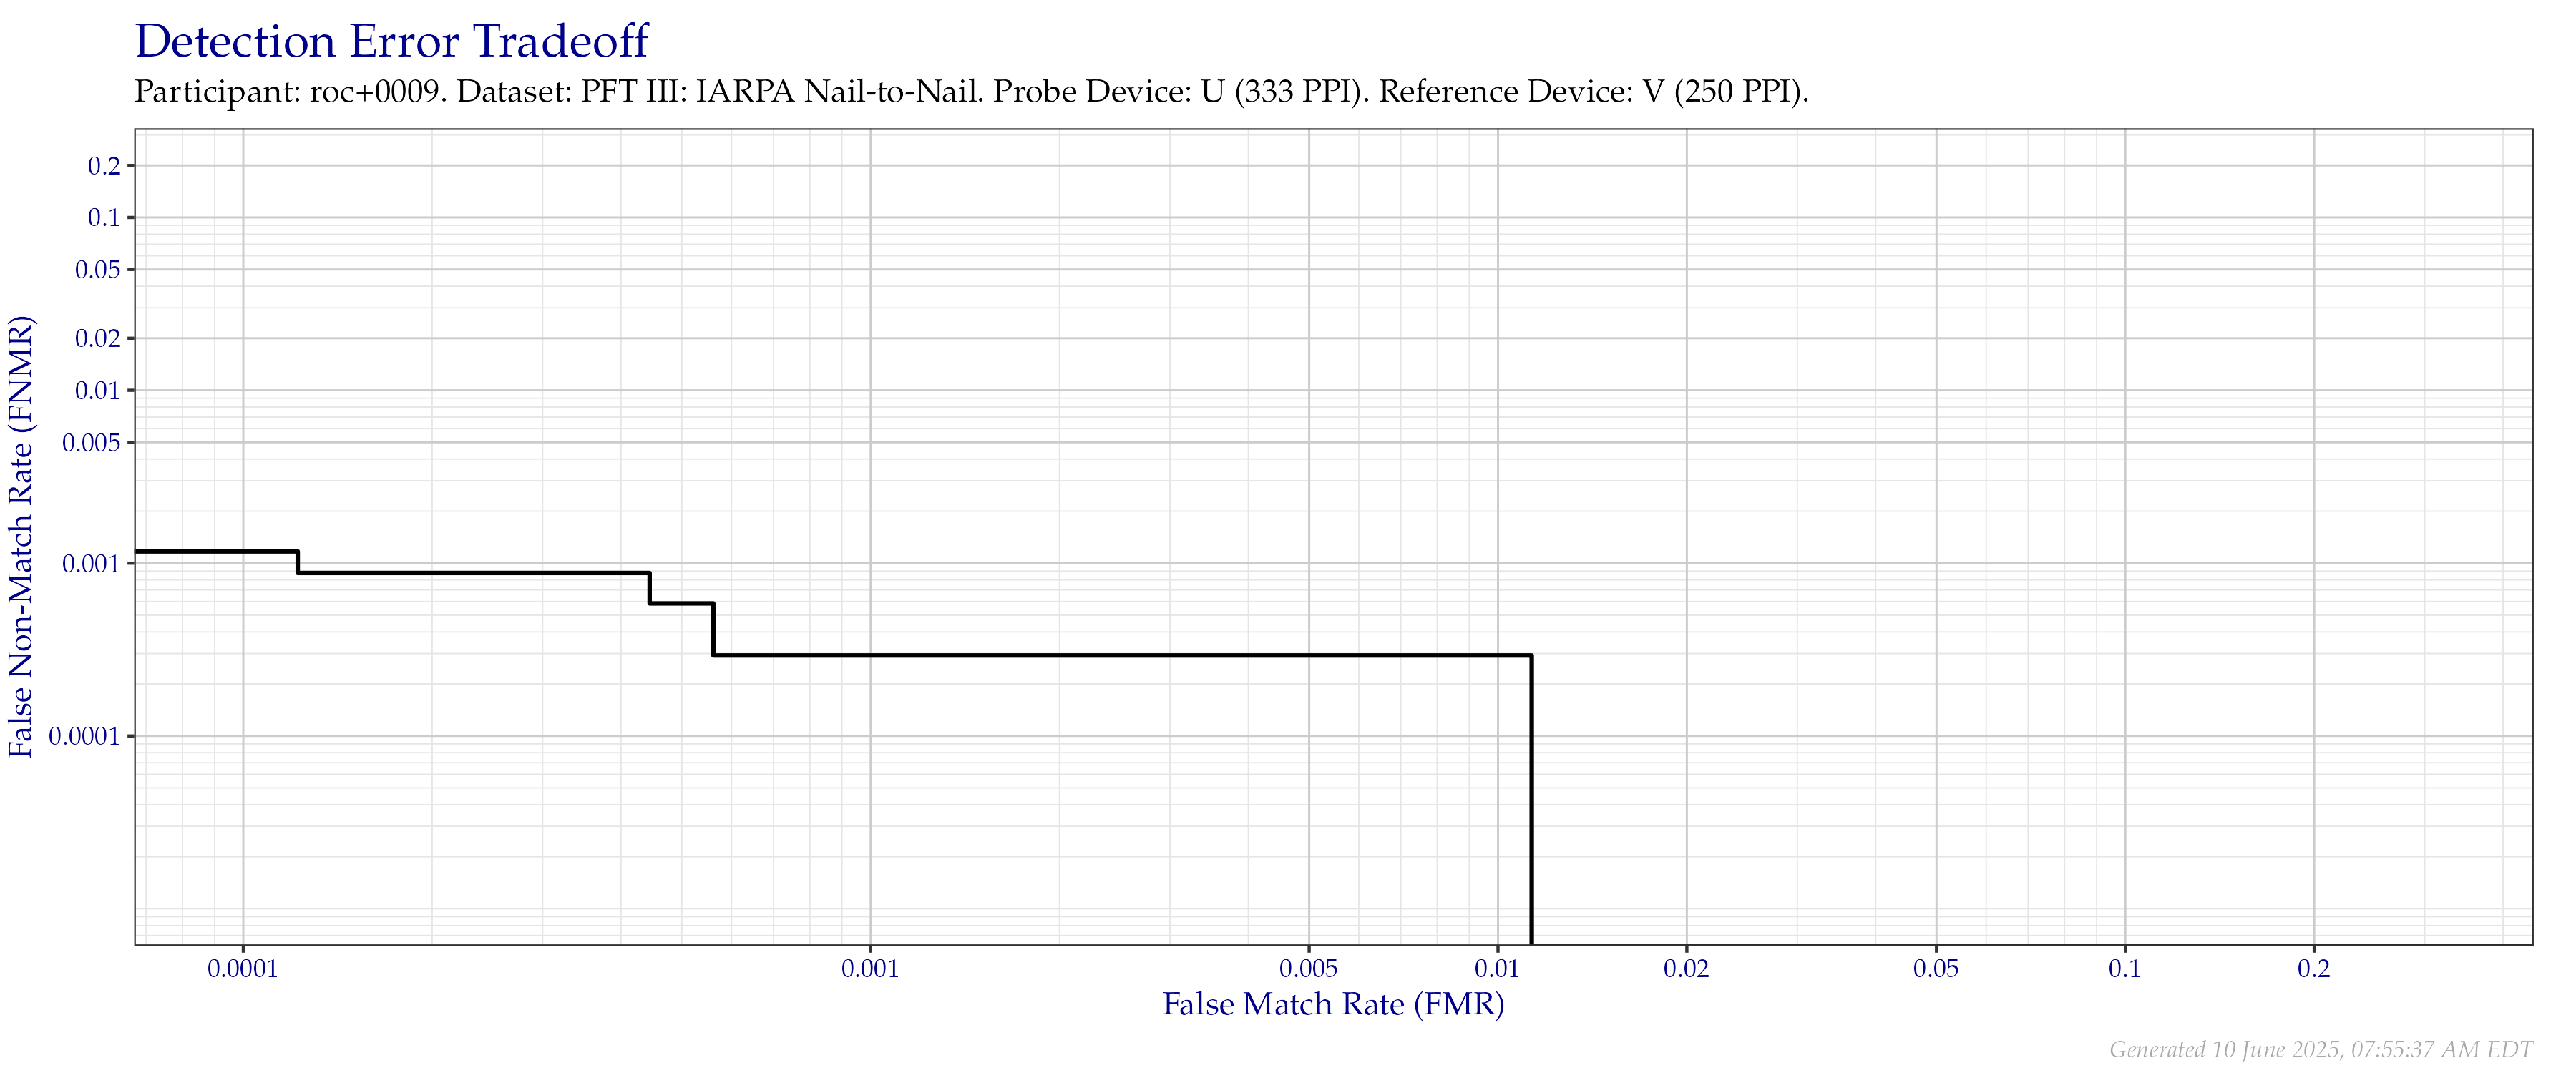 Detection Error Tradeoff
Participant: roc+0009. Dataset: PFT III: IARPA Nail-to-Nail. Probe Device: U (333 PPI). Reference Device: V (250 PPI).
False Non-Match Rate (FNMR)
0.2
0.1
0.05
0.02
0.01
0.005
0.001
0.0001
0.0001 0.001 0.005 0.01 0.02 0.05 0.1 0.2
False Match Rate (FMR)
Generated 10 June 2025, 07:55:37 AM EDT